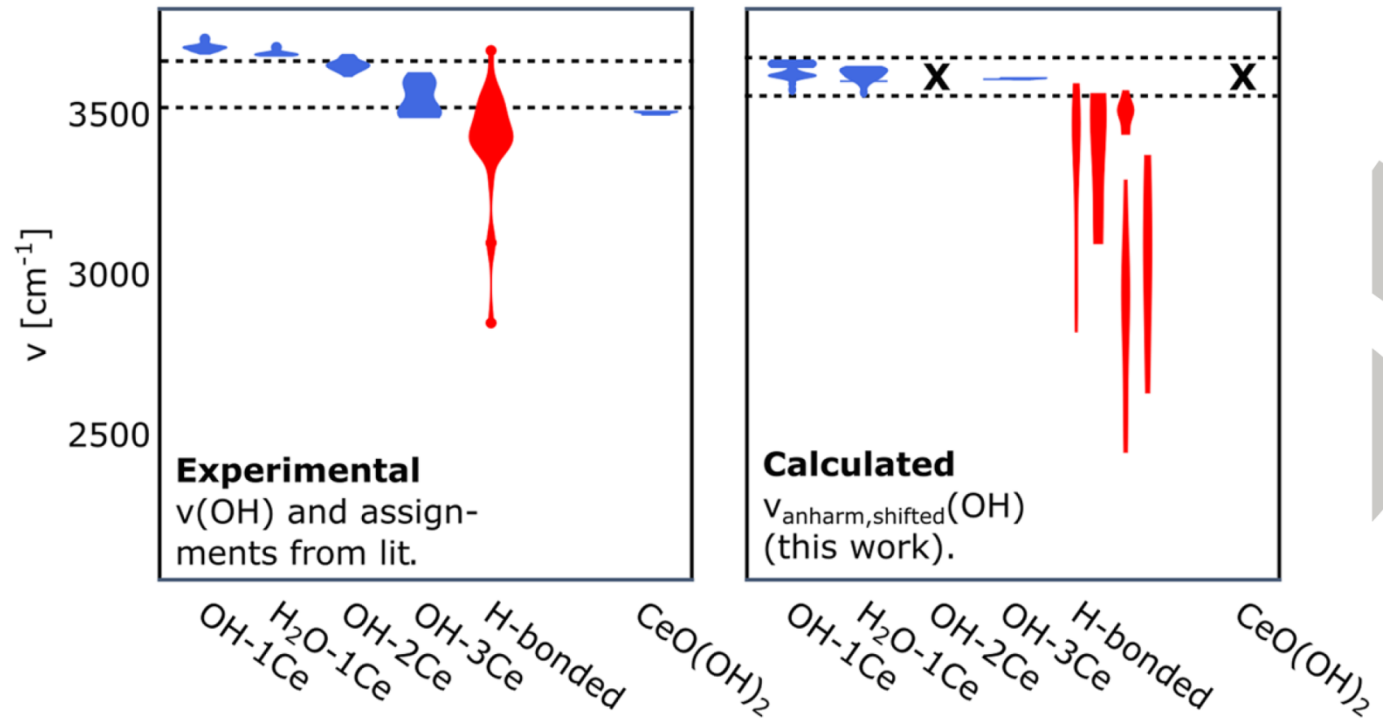 v [cm⁻¹]
3500
3000
2500
Experimental
v(OH) and assign-
ments from lit.
OH-1Ce
H₂O-1Ce
OH-2Ce
OH-3Ce
H-bonded
CeO(OH)₂
X
X
Calculated
vanharm,shifted(OH)
(this work).
OH-1Ce
H₂O-1Ce
OH-2Ce
OH-3Ce
H-bonded
CeO(OH)₂